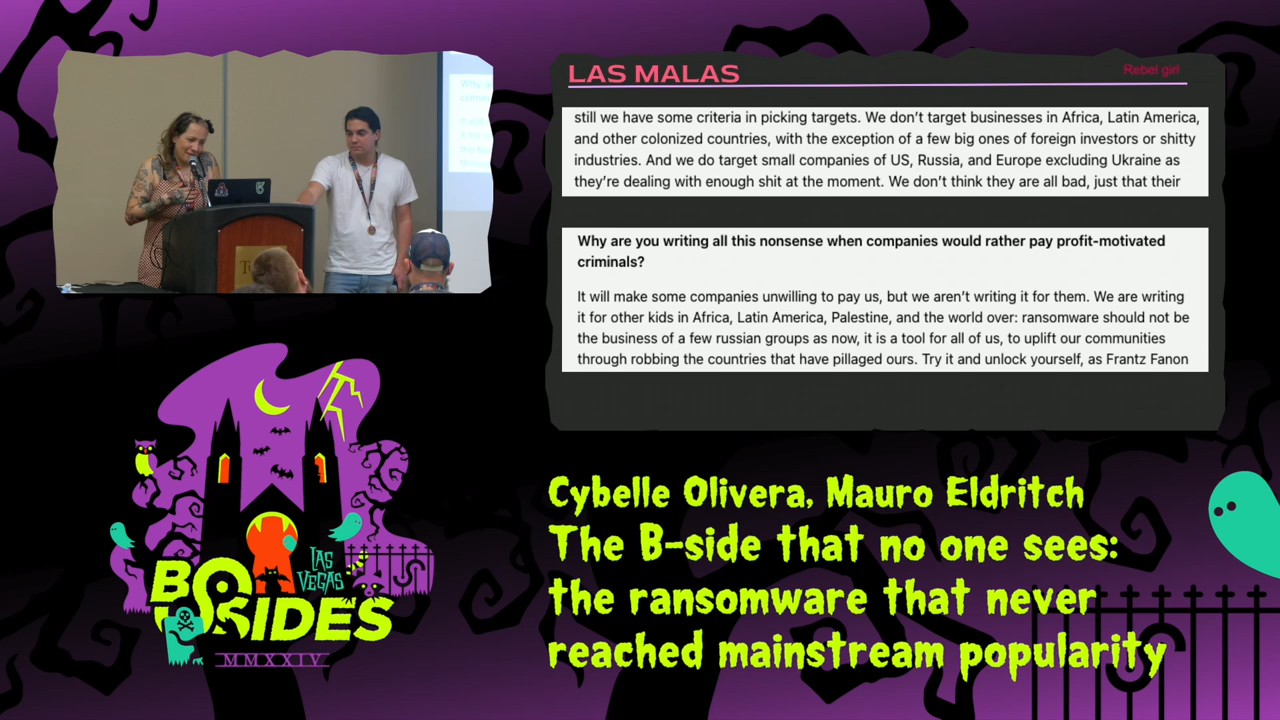 LAS MALAS
Rebel girl
still we have some criteria in picking targets. We don't target businesses in Africa, Latin America,
and other colonized countries, with the exception of a few big ones of foreign investors or shitty
industries. And we do target small companies of US, Russia, and Europe excluding Ukraine as
they're dealing with enough shit at the moment. We don't think they are all bad, just that their
Why are you writing all this nonsense when companies would rather pay profit-motivated
criminals?
It will make some companies unwilling to pay us, but we aren't writing it for them. We are writing
it for other kids in Africa, Latin America, Palestine, and the world over: ransomware should not be
the business of a few russian groups as now, it is a tool for all of us, to uplift our communities
through robbing the countries that have pillaged ours. Try it and unlock yourself, as Frantz Fanon
LAS
VEGAS
BSIDES
MMXXIV
Cybelle Olivera, Mauro Eldritch
The B-side that no one sees:
the ransomware that never
reached mainstream popularity